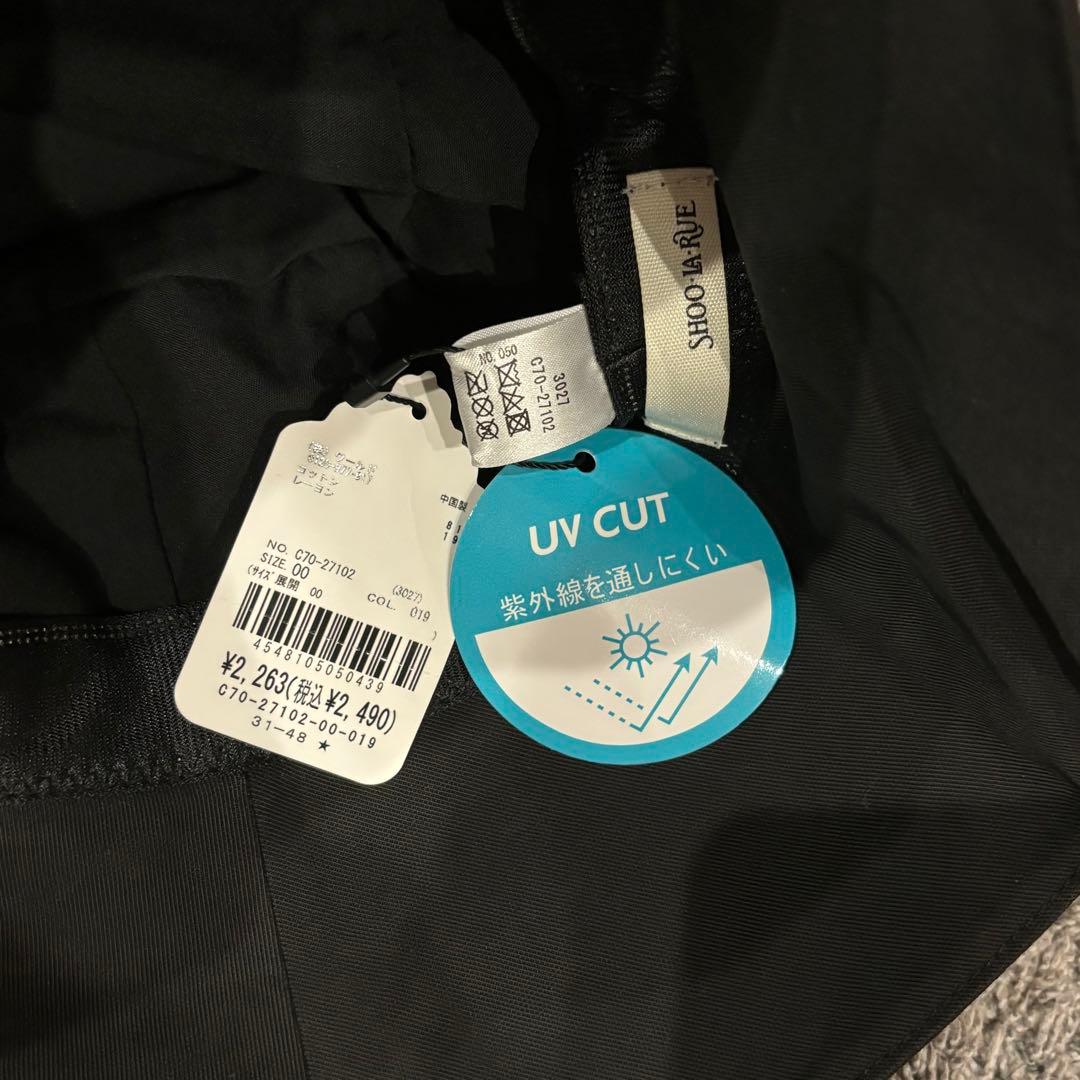 SHOO·LA·RUE
NO. 050
3027
C70-27102
コットン
レーヨン
中国製
NO. C70-27102 (3027)
SIZE 00 COL. 019
(サイズ展開 00 )
4548105050439
¥2,263(税込¥2,490)
C70-27102-00-019
31-48 ★
UV CUT
紫外線を通しにくい